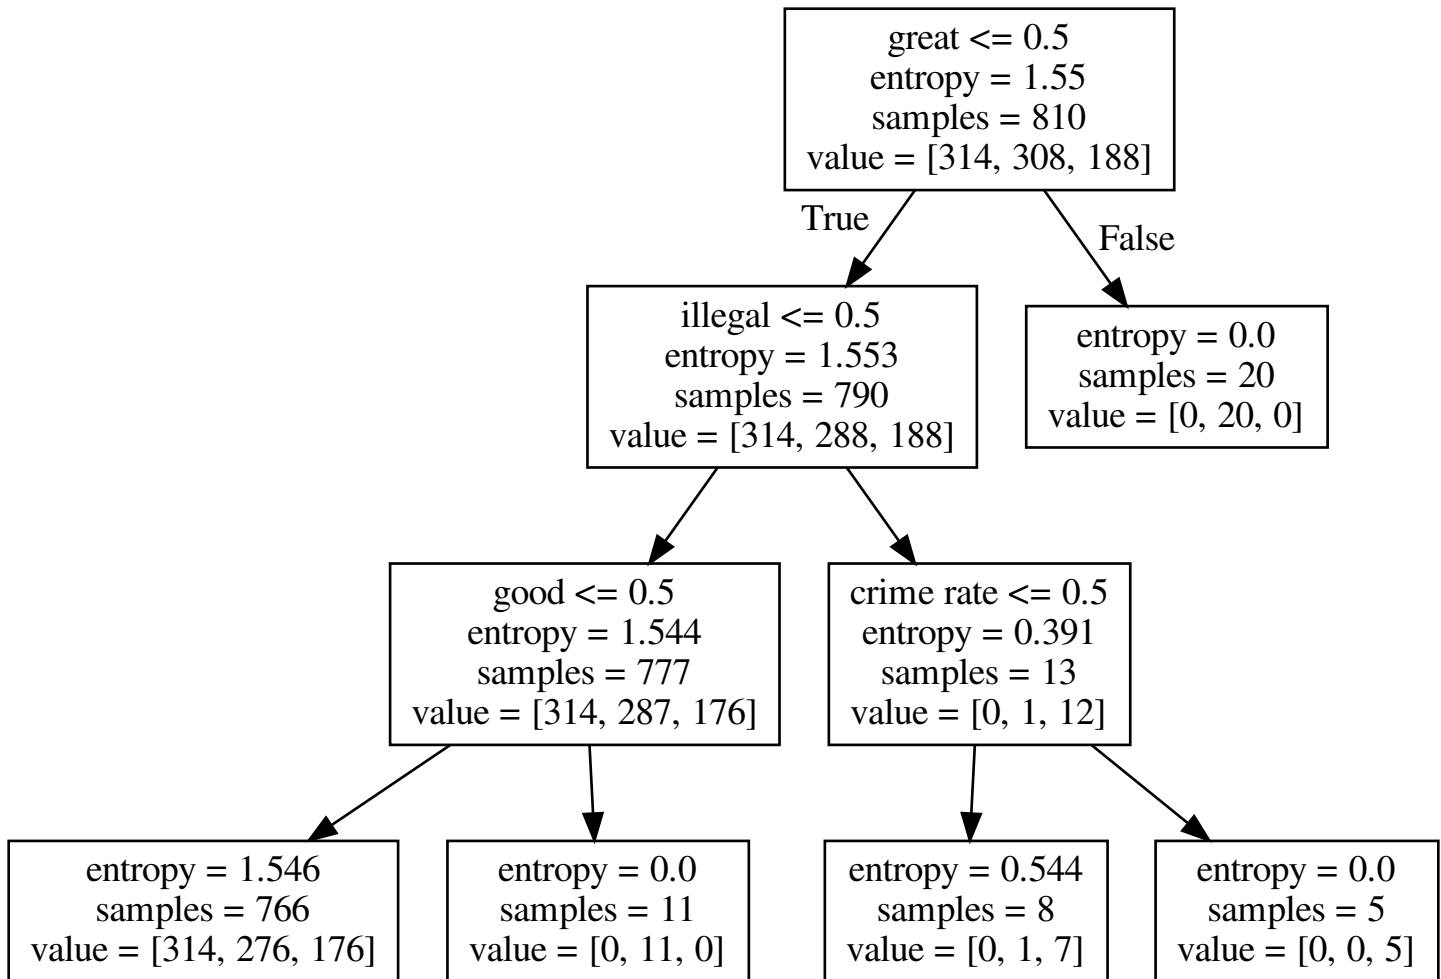 great <= 0.5
entropy = 1.55
samples = 810
value = [314, 308, 188]
True
False
illegal <= 0.5
entropy = 1.553
samples = 790
value = [314, 288, 188]
entropy = 0.0
samples = 20
value = [0, 20, 0]
good <= 0.5
entropy = 1.544
samples = 777
value = [314, 287, 176]
crime rate <= 0.5
entropy = 0.391
samples = 13
value = [0, 1, 12]
entropy = 1.546
samples = 766
value = [314, 276, 176]
entropy = 0.0
samples = 11
value = [0, 11, 0]
entropy = 0.544
samples = 8
value = [0, 1, 7]
entropy = 0.0
samples = 5
value = [0, 0, 5]